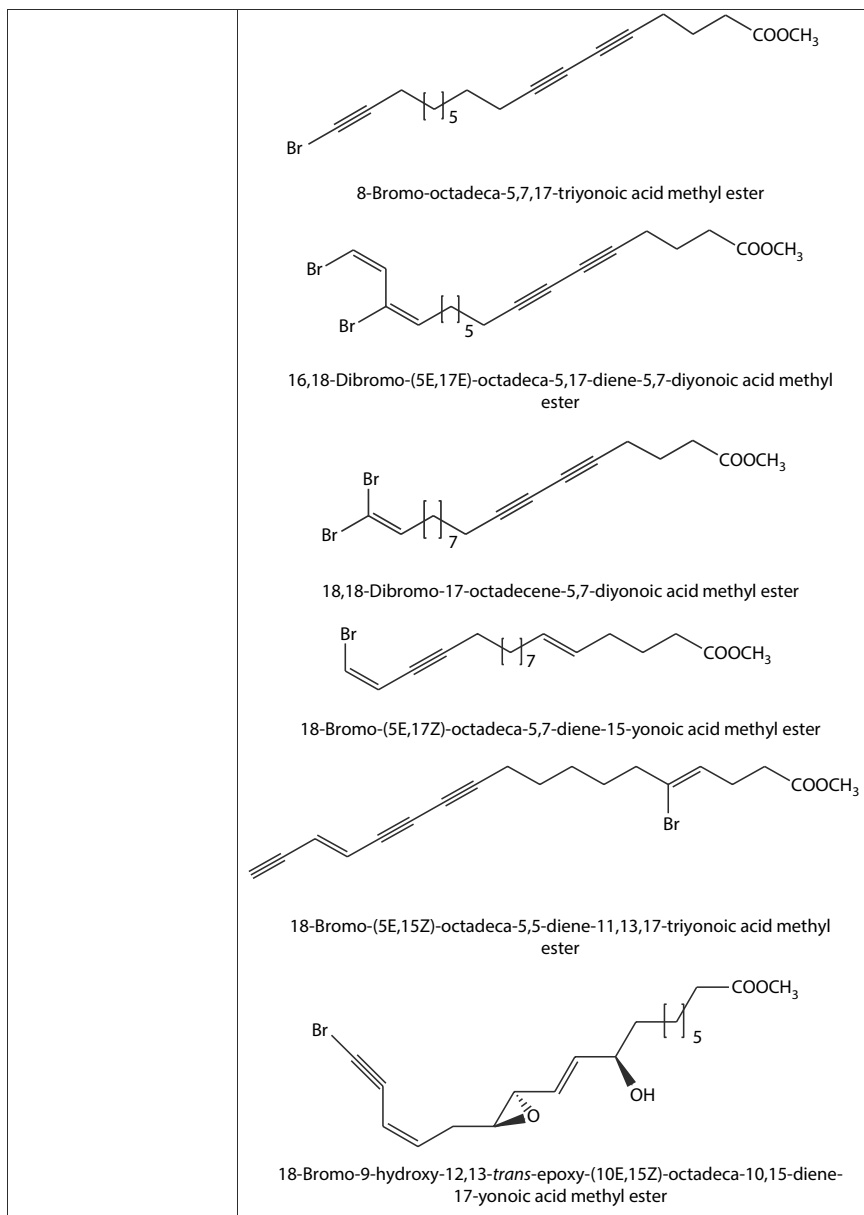 COOCH3
5
Br
8-Bromo-octadeca-5,7,17-triyonoic acid methyl ester
COOCH3
Br
Br
5
16,18-Dibromo-(5E,17E)-octadeca-5,17-diene-5,7-diyonoic acid methyl
ester
COOCH3
Br
Br
7
18,18-Dibromo-17-octadecene-5,7-diyonoic acid methyl ester
Br
7
COOCH3
18-Bromo-(5E,17Z)-octadeca-5,7-diene-15-yonoic acid methyl ester
COOCH3
Br
18-Bromo-(5E,15Z)-octadeca-5,5-diene-11,13,17-triyonoic acid methyl
ester
COOCH3
Br
5
OH
O
18-Bromo-9-hydroxy-12,13-trans-epoxy-(10E,15Z)-octadeca-10,15-diene-
17-yonoic acid methyl ester